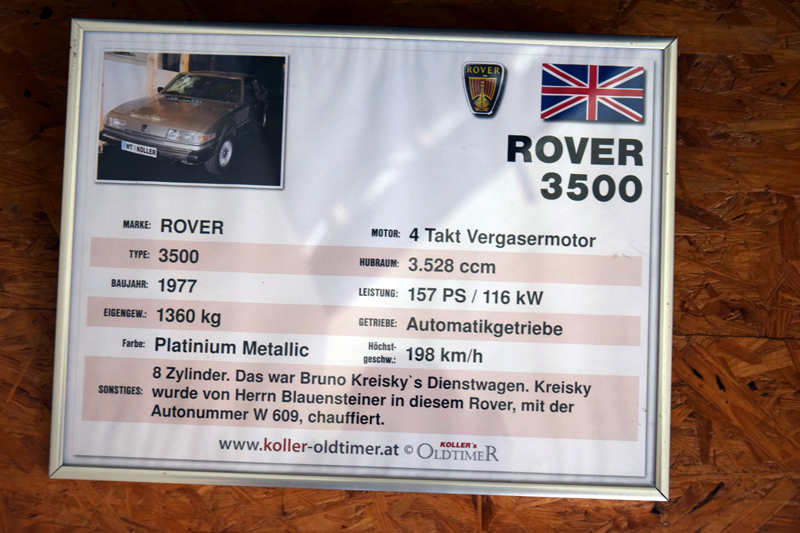 WT KOLLER
ROVER
ROVER
3500
MARKE: ROVER
MOTOR: 4 Takt Vergasermotor
TYPE: 3500
HUBRAUM: 3.528 ccm
BAUJAHR: 1977
LEISTUNG: 157 PS / 116 kW
EIGENGEW.: 1360 kg
GETRIEBE: Automatikgetriebe
Farbe: Platinium Metallic
Höchst-
geschw.: 198 km/h
SONSTIGES: 8 Zylinder. Das war Bruno Kreisky`s Dienstwagen. Kreisky
wurde von Herrn Blauensteiner in diesem Rover, mit der
Autonummer W 609, chauffiert.
www.koller-oldtimer.at © KOLLER's
OLDTIMER